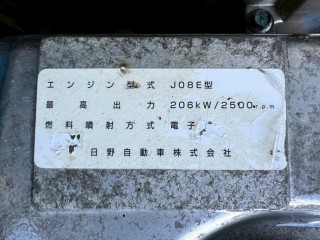 エンジン型式 J08E型
最高出力 206kW/2500r.p.m
燃料噴射方式 電子
日野自動車株式会社